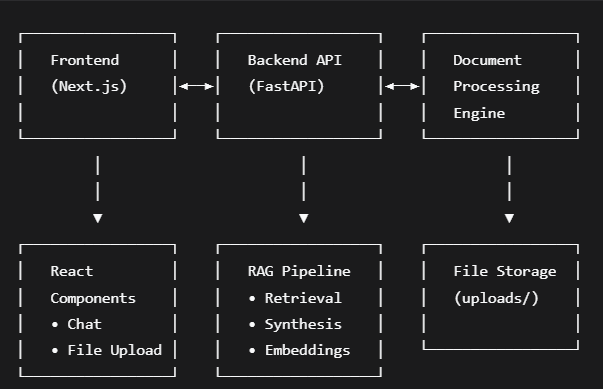 Frontend
(Next.js)
Backend API
(FastAPI)
Document
Processing
Engine
React
Components
• Chat
• File Upload
RAG Pipeline
• Retrieval
• Synthesis
• Embeddings
File Storage
(uploads/)